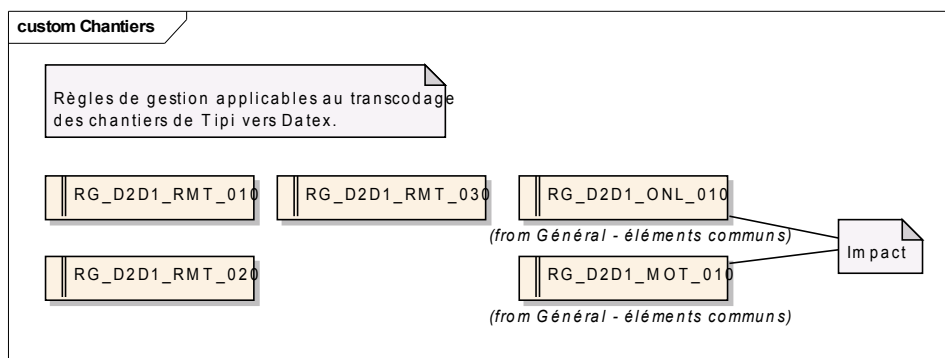 custom Chantiers
Règles de gestion applicables au transcodage
des chantiers de Tipi vers Datex.
RG_D2D1_RMT_010
RG_D2D1_RMT_030
RG_D2D1_ONL_010
(from Général - éléments communs)
Impact
RG_D2D1_RMT_020
RG_D2D1_MOT_010
(from Général - éléments communs)